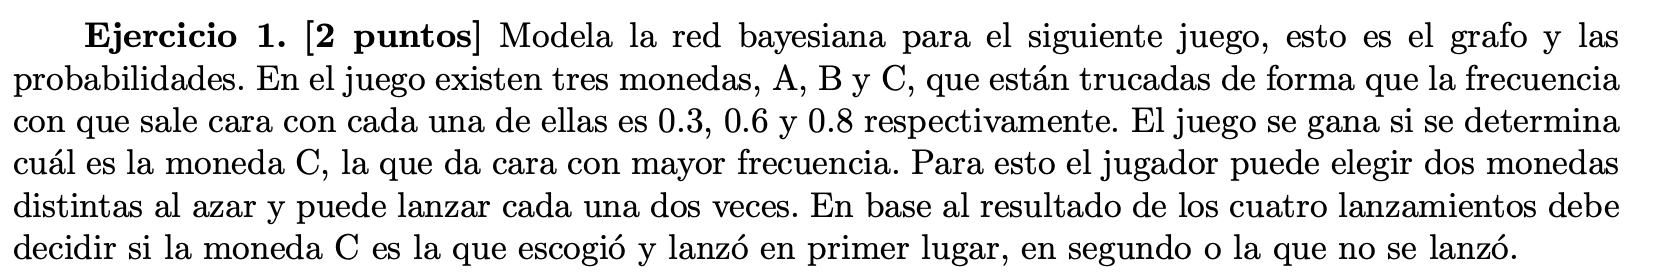 Ejercicio 1. [2 puntos] Modela la red bayesiana para el siguiente juego, esto es el grafo y las
probabilidades. En el juego existen tres monedas, A, B y C, que están trucadas de forma que la frecuencia
con que sale cara con cada una de ellas es 0.3, 0.6 y 0.8 respectivamente. El juego se gana si se determina
cuál es la moneda C, la que da cara con mayor frecuencia. Para esto el jugador puede elegir dos monedas
distintas al azar y puede lanzar cada una dos veces. En base al resultado de los cuatro lanzamientos debe
decidir si la moneda C es la que escogió y lanzó en primer lugar, en segundo o la que no se lanzó.